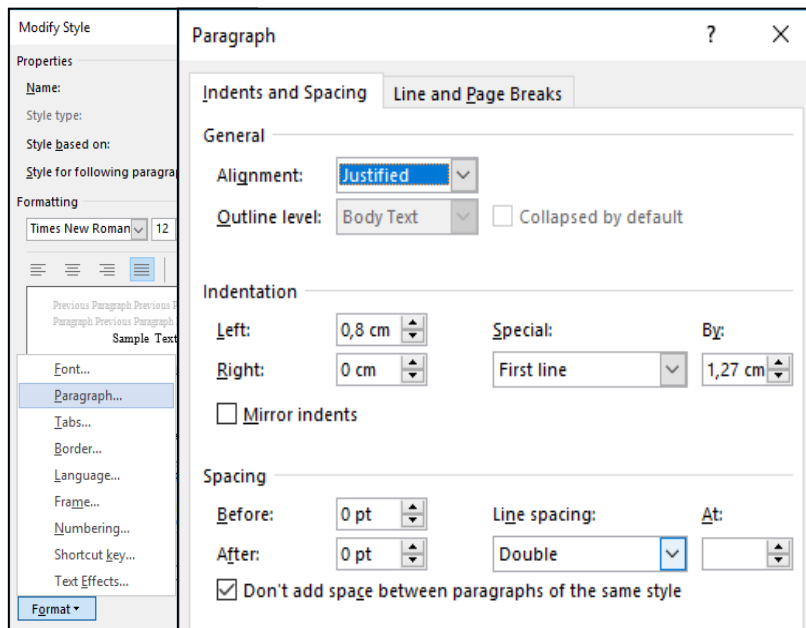 Modify Style
Properties
Name:
Style type:
Style based on:
Style for following paragra
Formatting
Times New Roman 12
Previous Paragraph Previous P
Paragraph Previous Paragraph
Sample Text
Font...
Paragraph...
Tabs...
Border...
Language...
Frame...
Numbering...
Shortcut key...
Text Effects...
Format
Paragraph ?
Indents and Spacing Line and Page Breaks
General
Alignment: Justified
Outline level: Body Text Collapsed by default
Indentation
Left: 0,8 cm Special: By:
Right: 0 cm First line 1,27 cm
Mirror indents
Spacing
Before: 0 pt Line spacing: At:
After: 0 pt Double
Don't add space between paragraphs of the same style